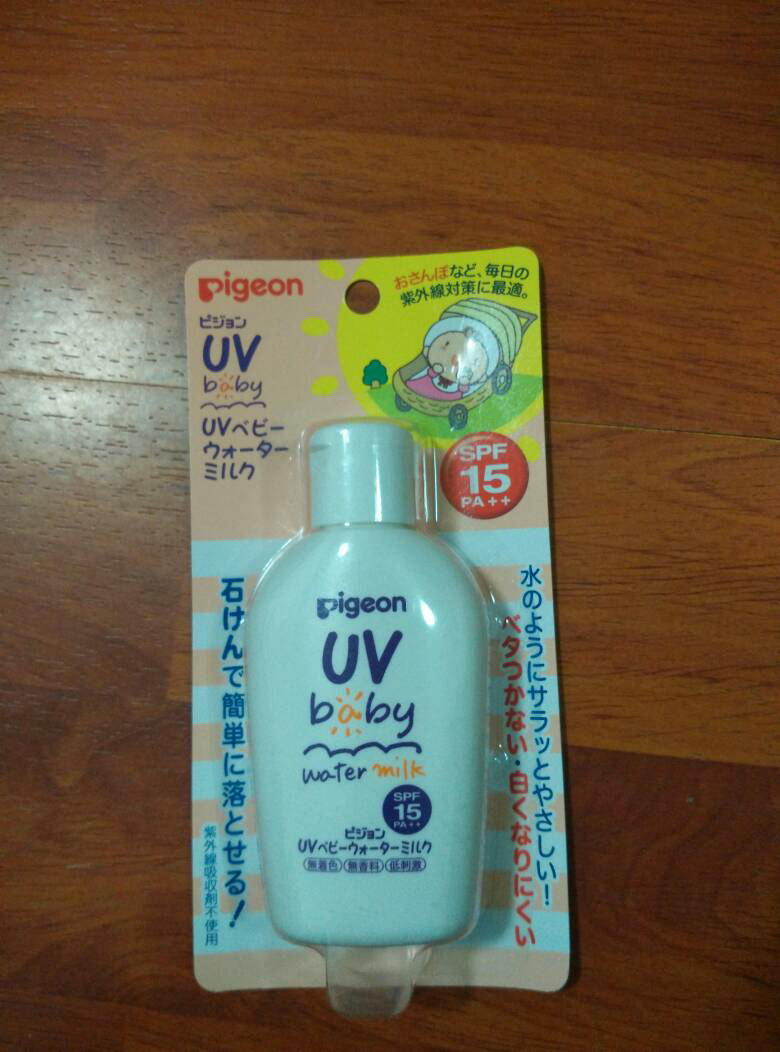 Pigeon
おさんぽなど、毎日の
紫外線対策に最適。
ピジョン
UV
baby
UVベビー
ウォーター
ミルク
SPF
15
PA++
水のようにサラッとやさしい!
ベタつかない・白くなりにくい
石けんで簡単に落とせる!
紫外線吸収剤不使用
Pigeon
UV
baby
water milk
SPF
15
PA++
ピジョン
UVベビーウォーターミルク
無着色 無香料 低刺激